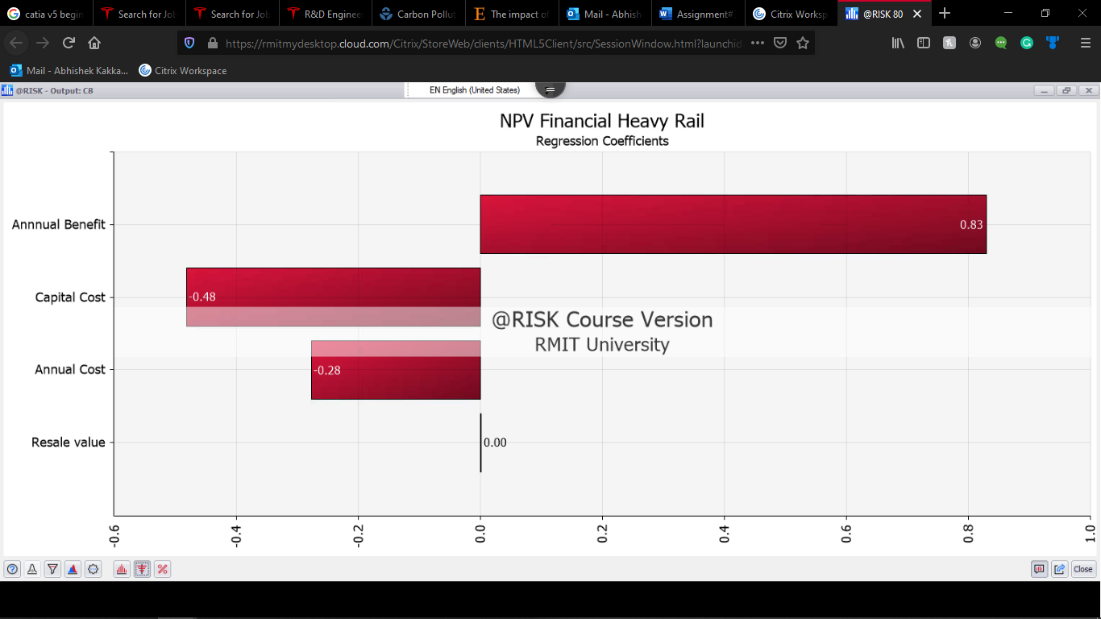 catia v5 begin
Search for Jo
Search for Jo
R&D Enginee
Carbon Pollut
The impact o
Mail - Abhish
Assignment#
Citrix Worksp
@RISK 80
https://rmitmydesktop.cloud.com/Citrix/StoreWeb/clients/HTML5Client/src/SessionWindow.html?launchid
Mail - Abhishek Kakka...
Citrix Workspace
@RISK - Output: C8
EN English (United States)
NPV Financial Heavy Rail
Regression Coefficients
Annnual Benefit
0.83
Capital Cost
-0.48
@RISK Course Version
RMIT University
Annual Cost
-0.28
Resale value
0.00
-0.6
-0.4
-0.2
0.0
0.2
0.4
0.6
0.8
1.0
Close